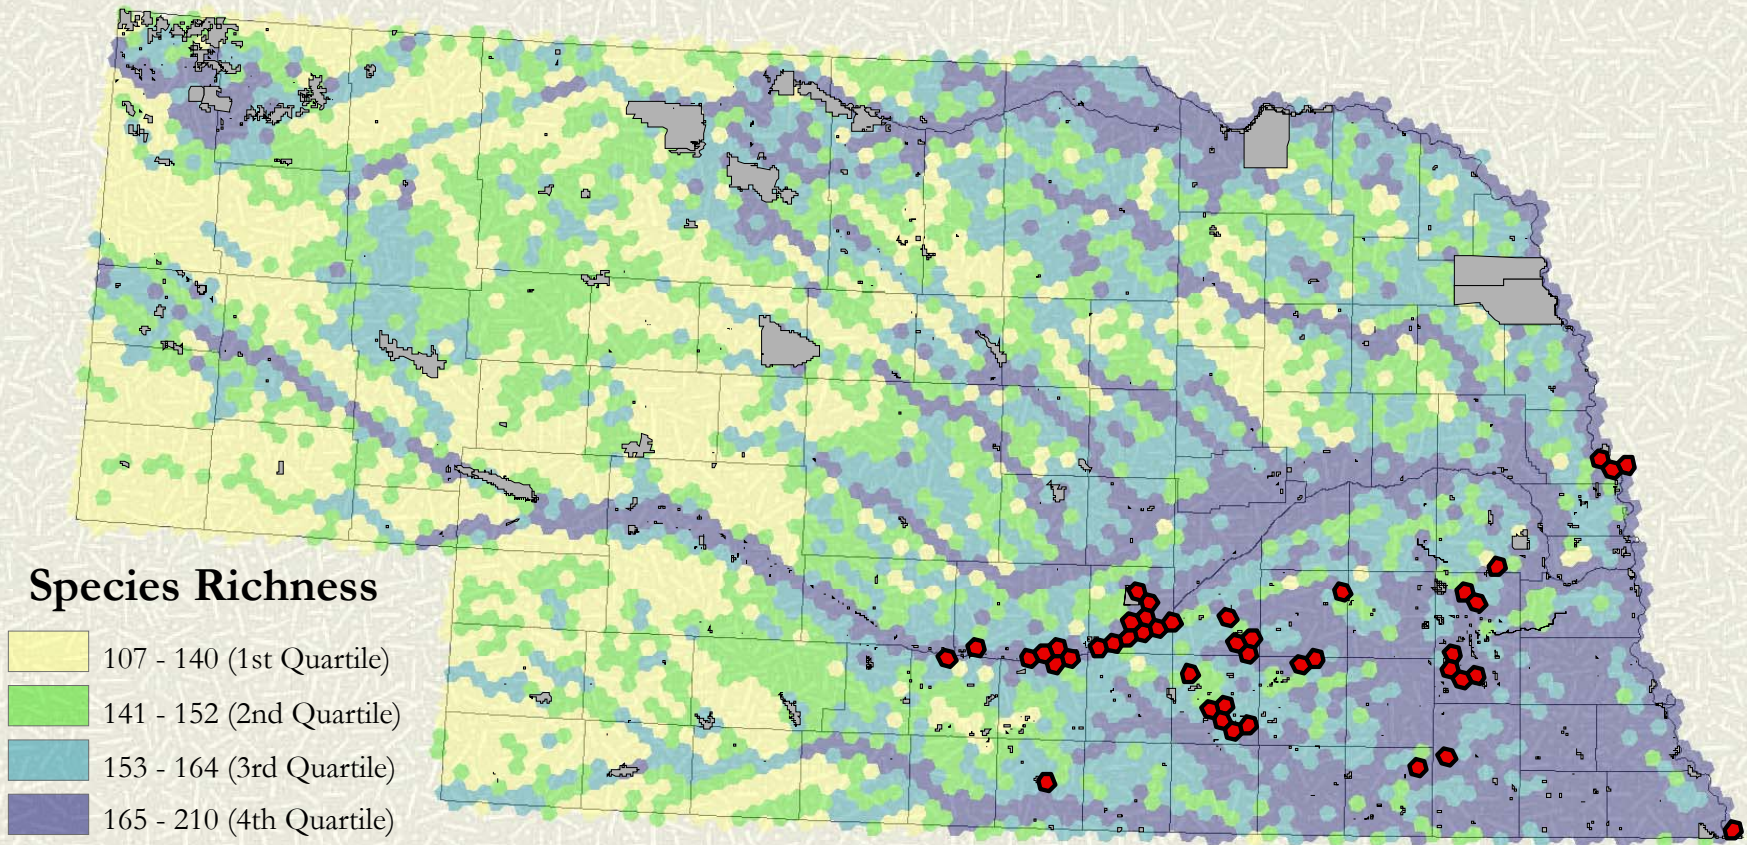 Species Richness
107 - 140 (1st Quartile)
141 - 152 (2nd Quartile)
153 - 164 (3rd Quartile)
165 - 210 (4th Quartile)